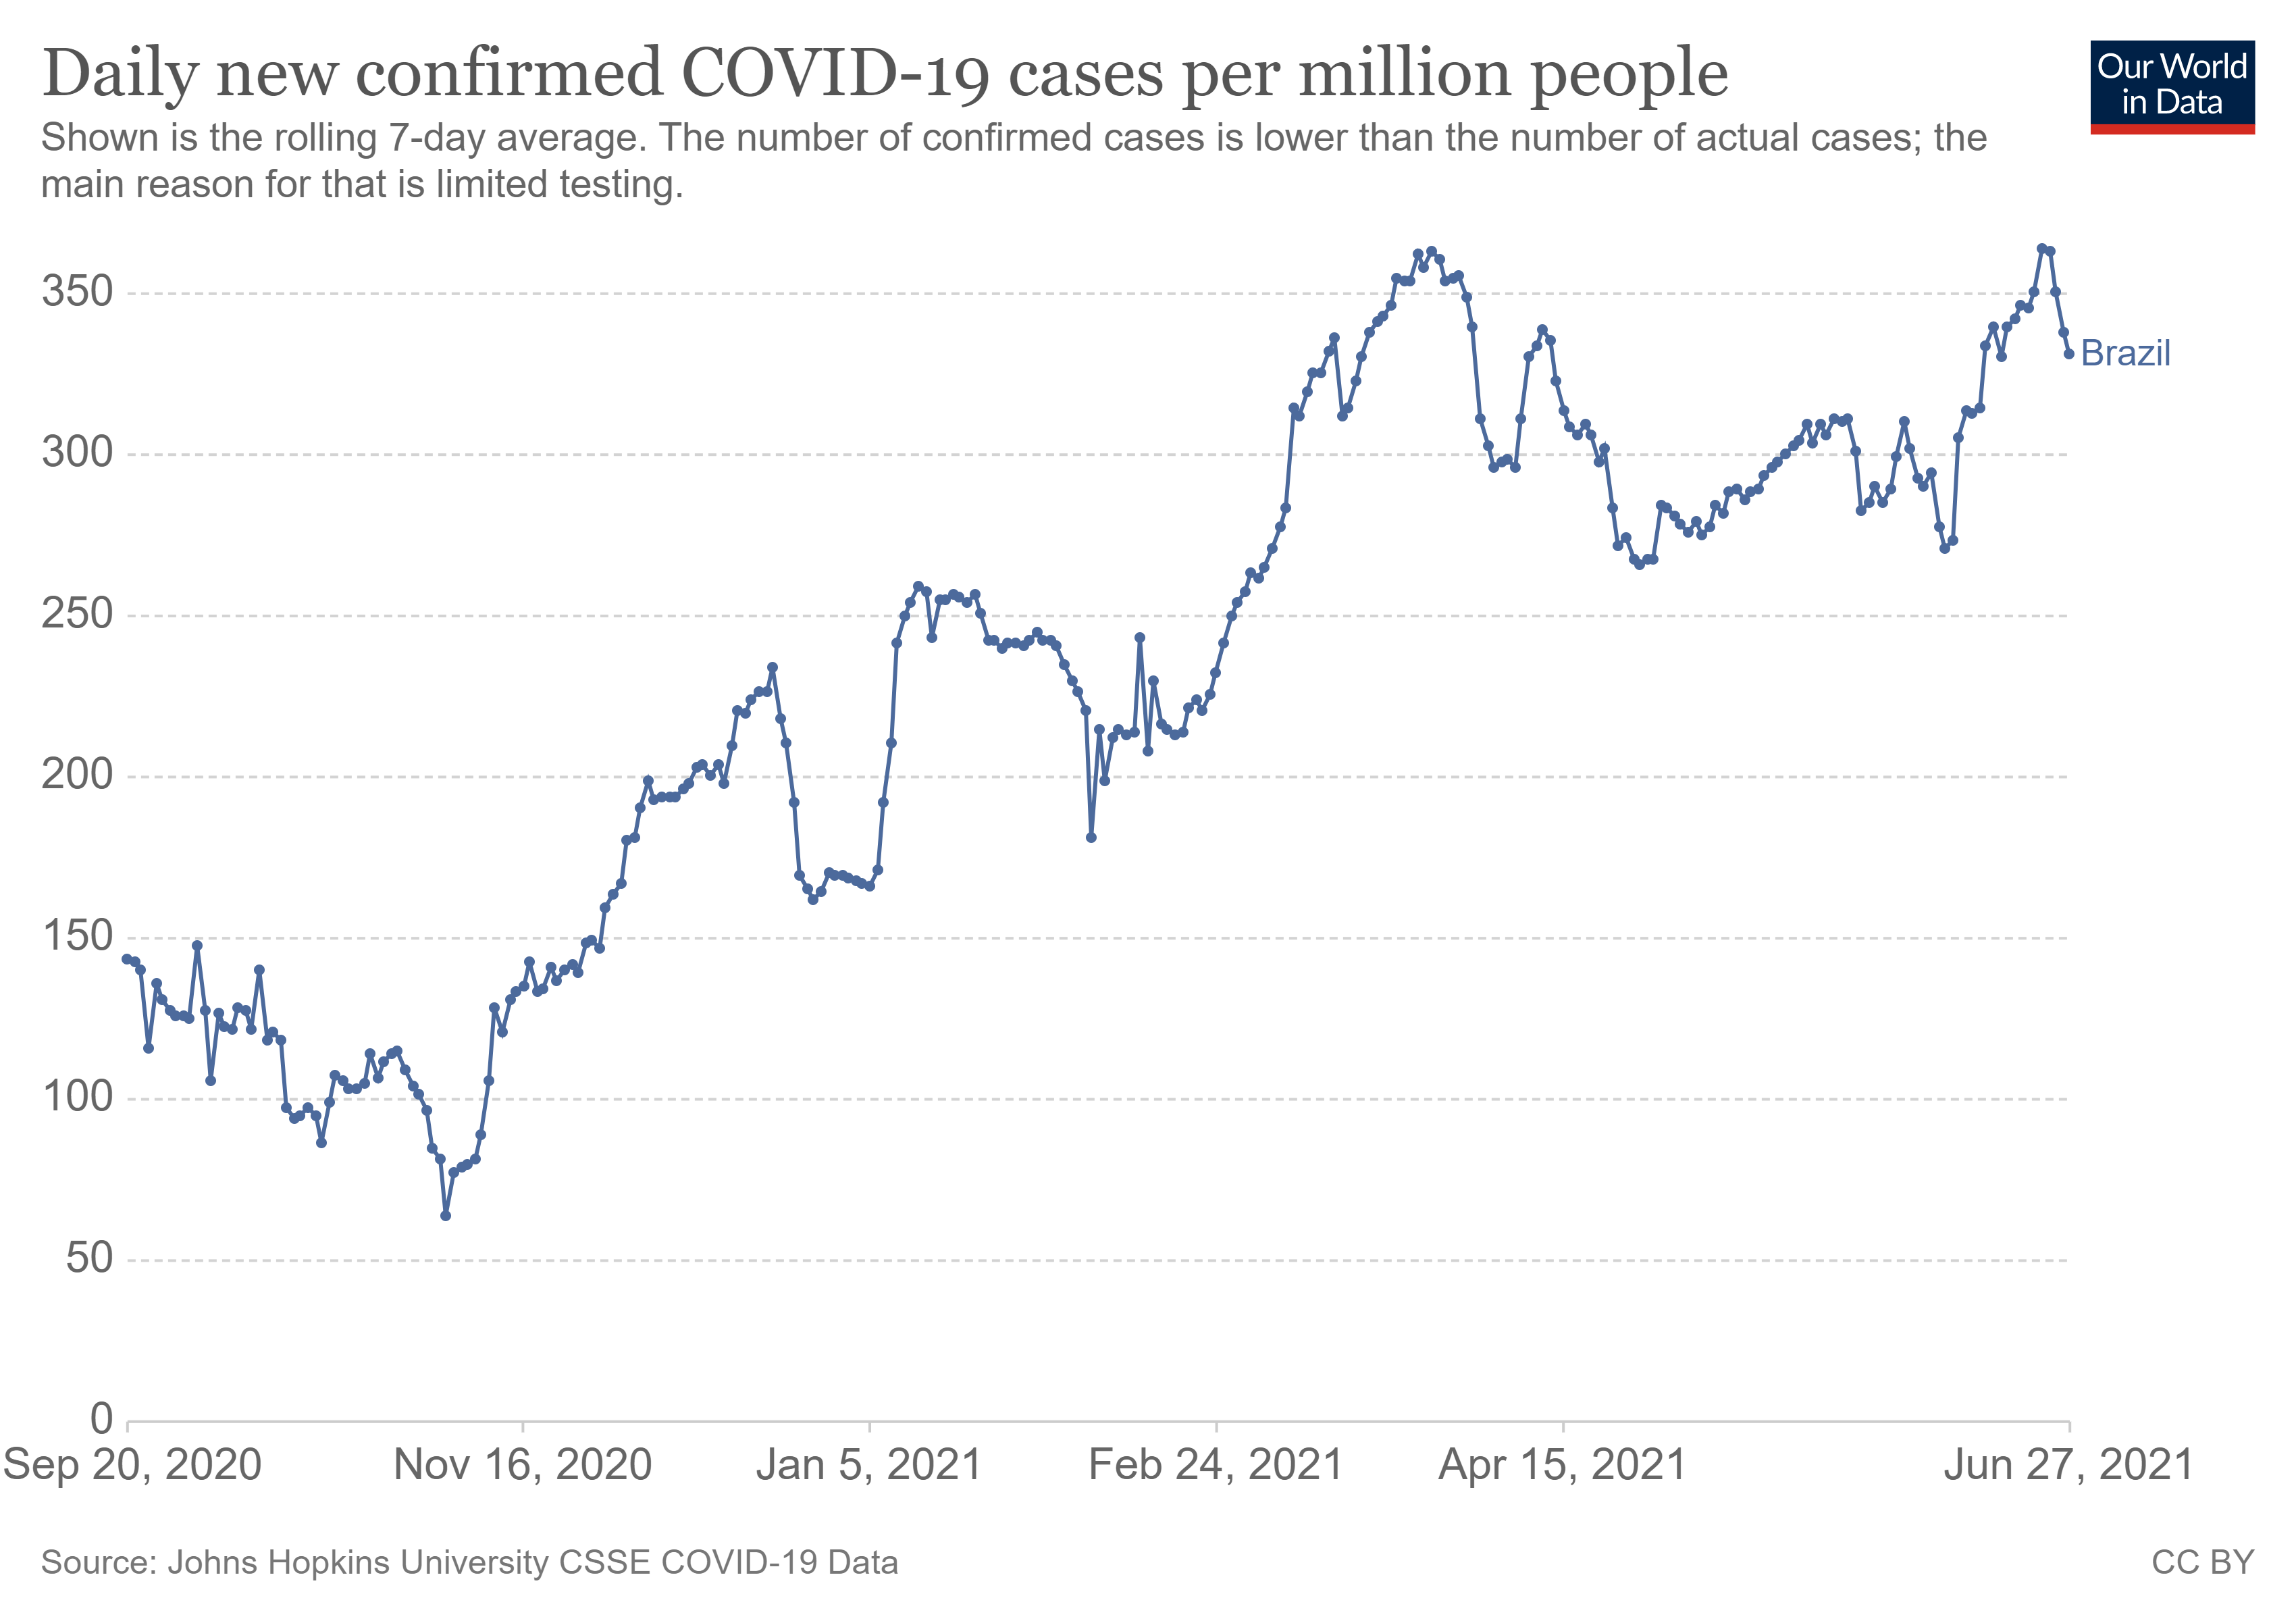 Daily new confirmed COVID-19 cases per million people
Our World
in Data
Shown is the rolling 7-day average. The number of confirmed cases is lower than the number of actual cases; the
main reason for that is limited testing.
350
300
250
200
150
100
50
0
Brazil
Sep 20, 2020
Nov 16, 2020
Jan 5, 2021
Feb 24, 2021
Apr 15, 2021
Jun 27, 2021
Source: Johns Hopkins University CSSE COVID-19 Data
CC BY